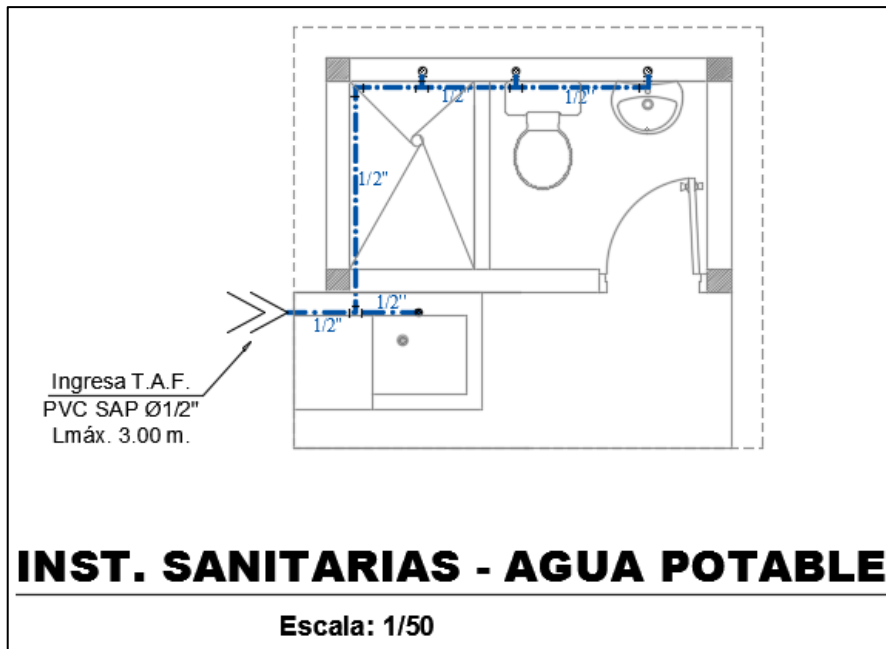 1/2"
1/2"
1/2"
1/2"
1/2"
Ingresa T.A.F.
PVC SAP Ø1/2"
Lmáx. 3.00 m.
INST. SANITARIAS - AGUA POTABLE
Escala: 1/50